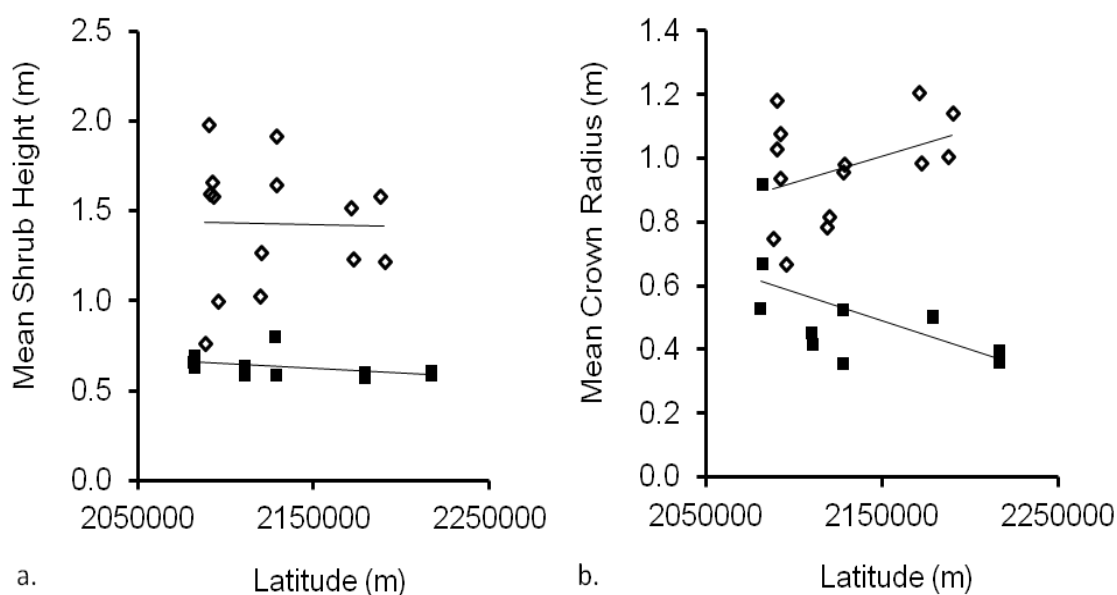 Mean Shrub Height (m)
2.5
2.0
1.5
1.0
0.5
0.0
2050000 2150000 2250000
a. Latitude (m)
Mean Crown Radius (m)
1.4
1.2
1.0
0.8
0.6
0.4
0.2
0.0
2050000 2150000 2250000
b. Latitude (m)